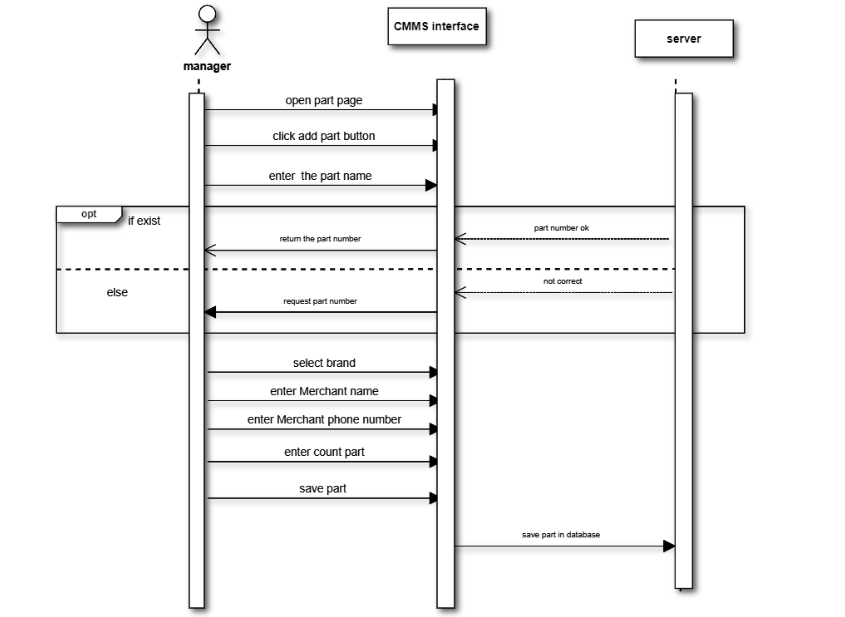 manager
CMMS interface
server
open part page
click add part button
enter the part name
opt
if exist
part number ok
return the part number
else
not correct
request part number
select brand
enter Merchant name
enter Merchant phone number
enter count part
save part
save part in database